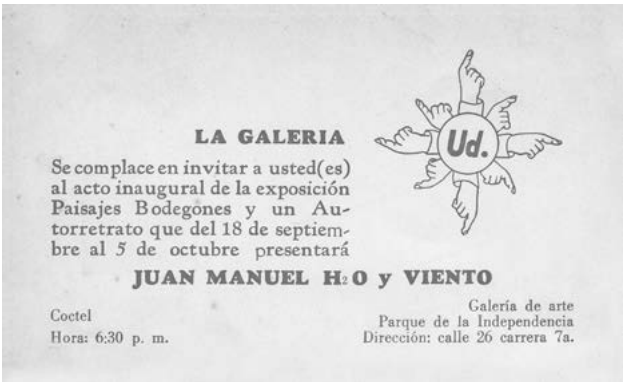 LA GALERIA
Ud.
Se complace en invitar a usted(es)
al acto inaugural de la exposición
Paisajes Bodegones y un Au-
torretrato que del 18 de septiem-
bre al 5 de octubre presentará
JUAN MANUEL H₂O y VIENTO
Coctel
Hora: 6:30 p. m.
Galería de arte
Parque de la Independencia
Dirección: calle 26 carrera 7a.